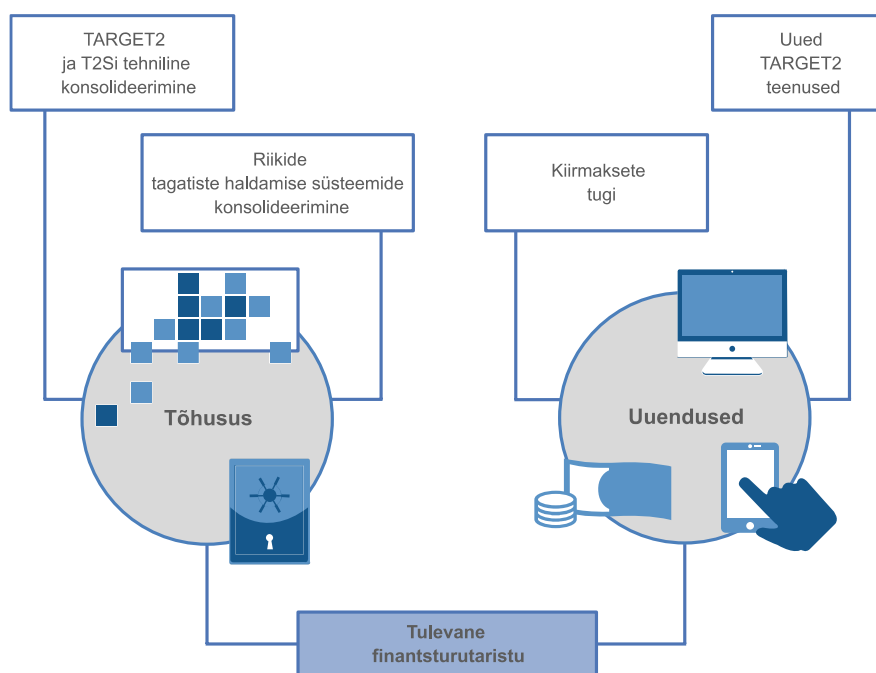 TARGET2
ja T2Si tehniline
konsolideerimine
Uued
TARGET2
teenused
Riikide
tagatiste haldamise süsteemide
konsolideerimine
Kiirmaksete
tugi
Tõhusus
Uuendused
Tulevane
finantsturutaristu